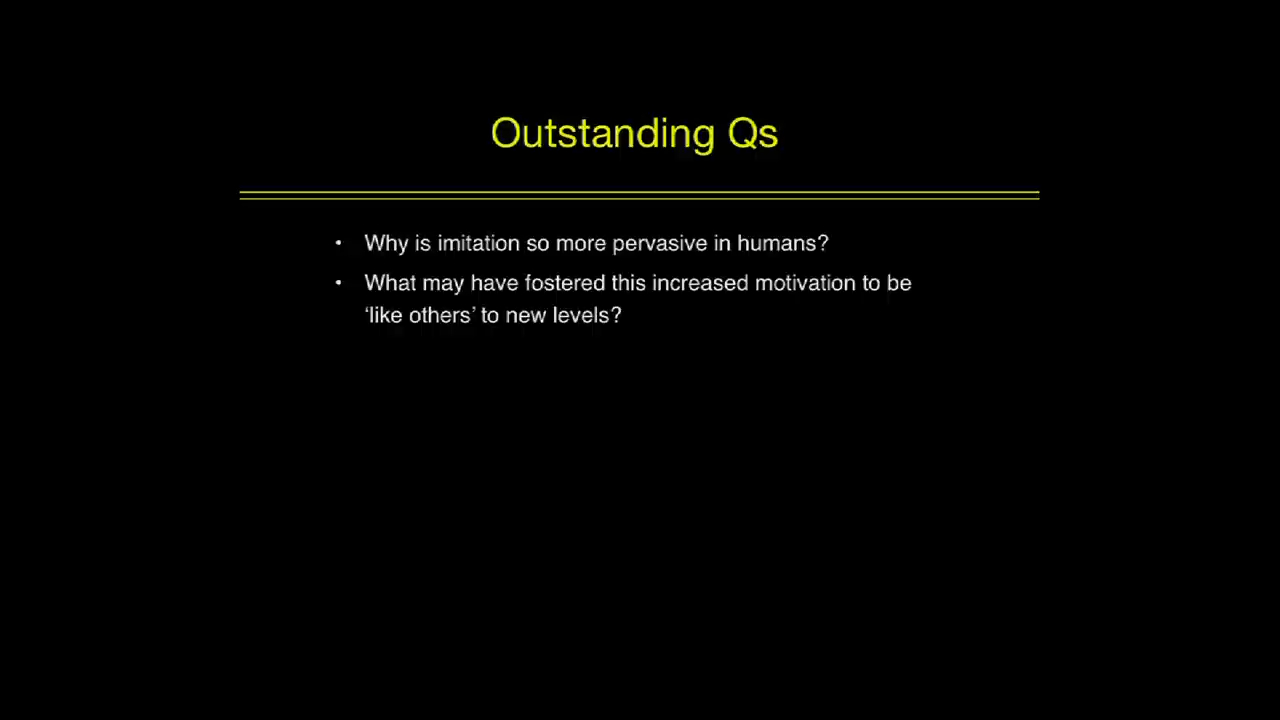 Outstanding Qs
• Why is imitation so more pervasive in humans?
• What may have fostered this increased motivation to be
‘like others’ to new levels?